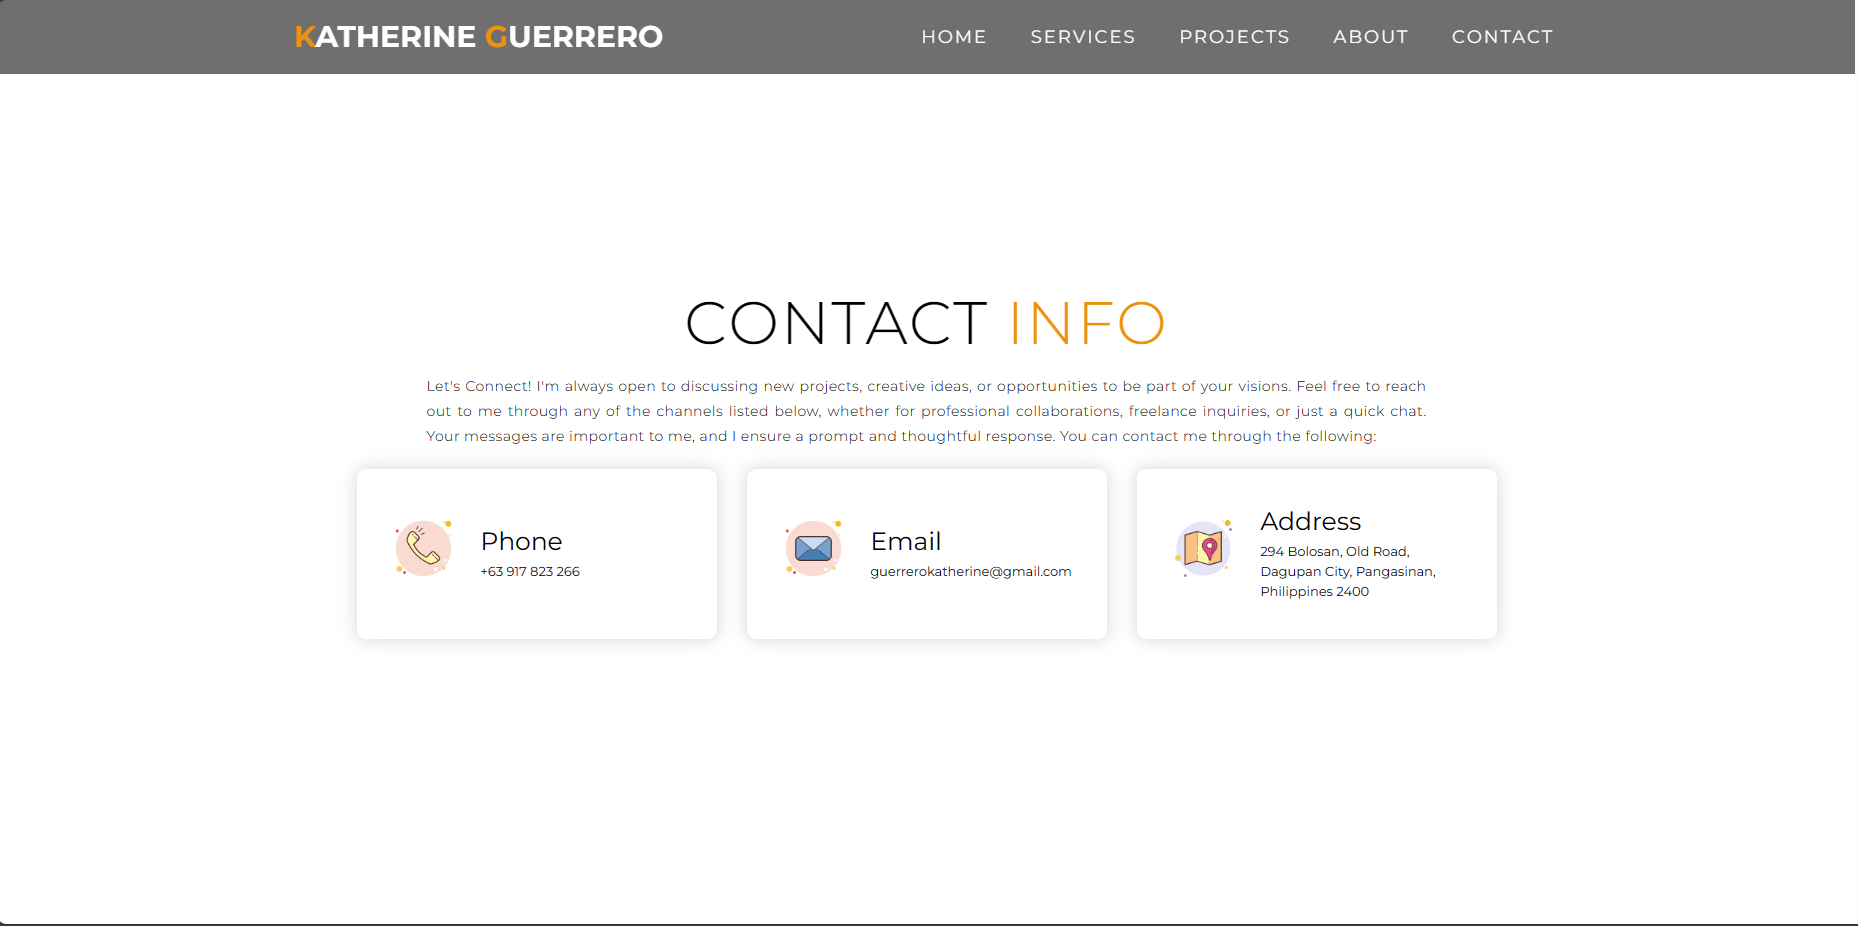 KATHERINE GUERRERO
HOME SERVICES PROJECTS ABOUT CONTACT
CONTACT INFO
Let's Connect! I'm always open to discussing new projects, creative ideas, or opportunities to be part of your visions. Feel free to reach
out to me through any of the channels listed below, whether for professional collaborations, freelance inquiries, or just a quick chat.
Your messages are important to me, and I ensure a prompt and thoughtful response. You can contact me through the following:
Phone
+63 917 823 266
Email
guerrerokatherine@gmail.com
Address
294 Bolosan, Old Road,
Dagupan City, Pangasinan,
Philippines 2400